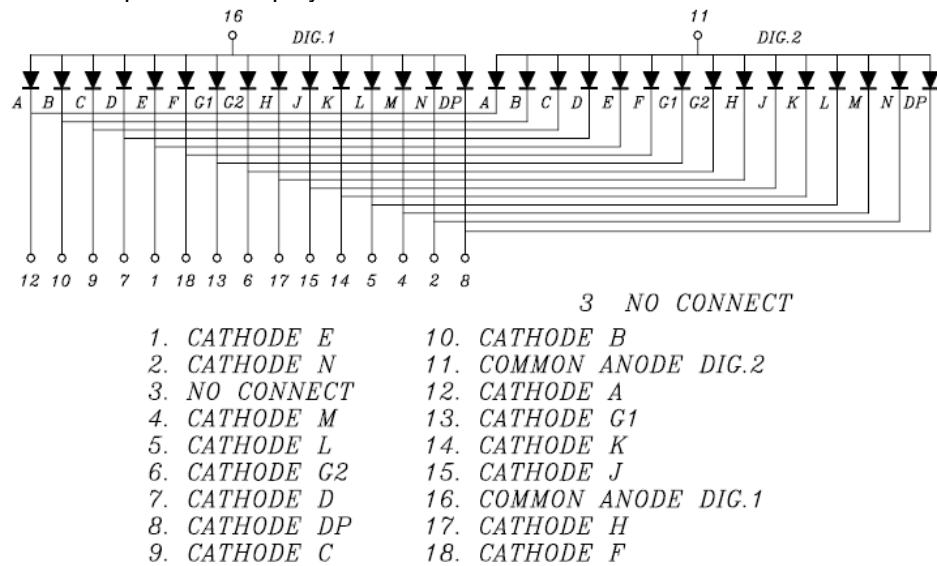 16 11
DIG.1 DIG.2
A B C D E F G1 G2 H J K L M N DP A B C D E F G1 G2 H J K L M N DP
12 10 9 7 1 18 13 6 17 15 14 5 4 2 8
3 NO CONNECT
1. CATHODE E
2. CATHODE N
3. NO CONNECT
4. CATHODE M
5. CATHODE L
6. CATHODE G2
7. CATHODE D
8. CATHODE DP
9. CATHODE C
10. CATHODE B
11. COMMON ANODE DIG.2
12. CATHODE A
13. CATHODE G1
14. CATHODE K
15. CATHODE J
16. COMMON ANODE DIG.1
17. CATHODE H
18. CATHODE F